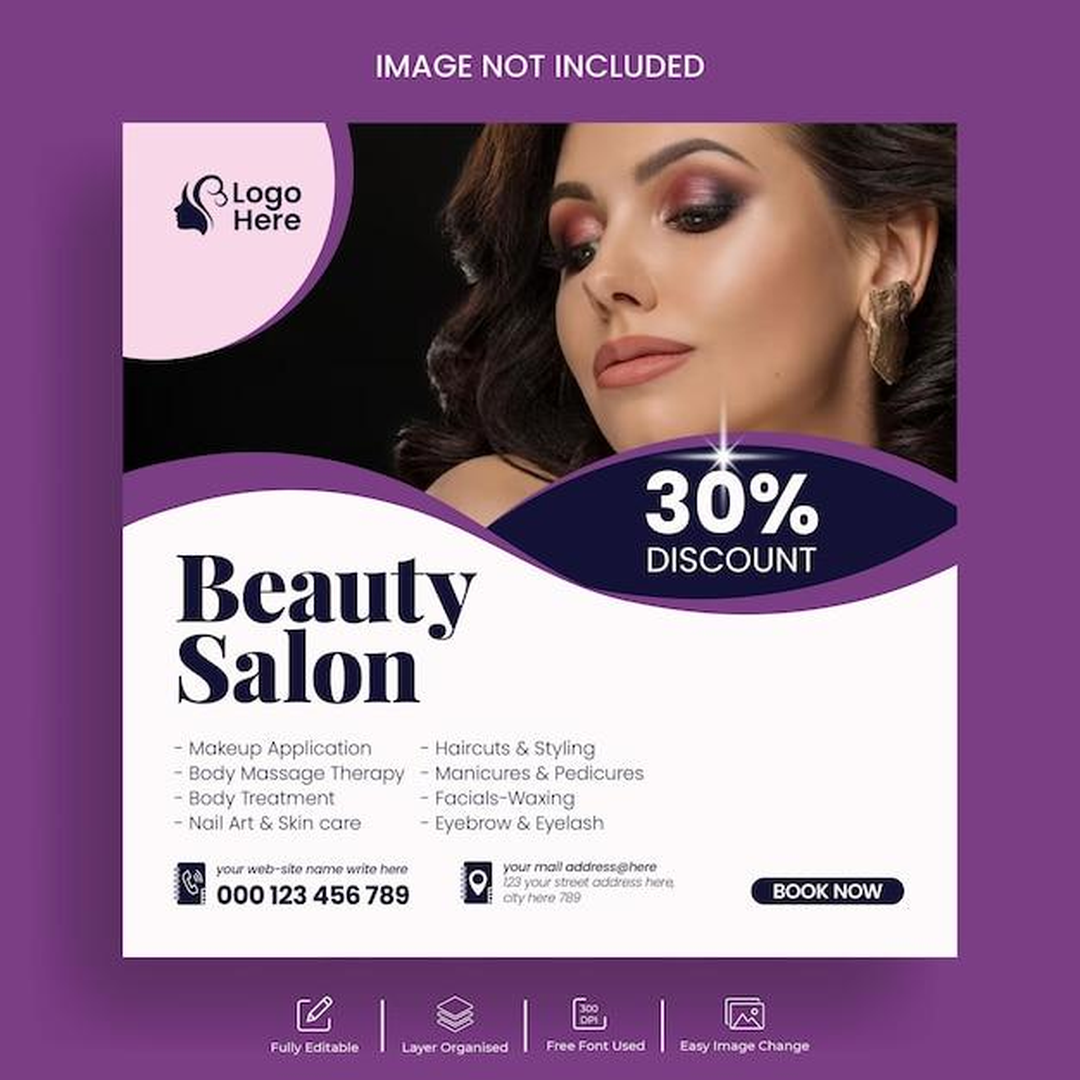 IMAGE NOT INCLUDED
Logo
Here
30%
DISCOUNT
Beauty
Salon
- Makeup Application
- Body Massage Therapy
- Body Treatment
- Nail Art & Skin care
- Haircuts & Styling
- Manicures & Pedicures
- Facials-Waxing
- Eyebrow & Eyelash
your web-site name write here
000 123 456 789
your mail address@here
123 your street address here,
city here 789
BOOK NOW
300
DPI
Fully Editable
Layer Organised
Free Font Used
Easy Image Change